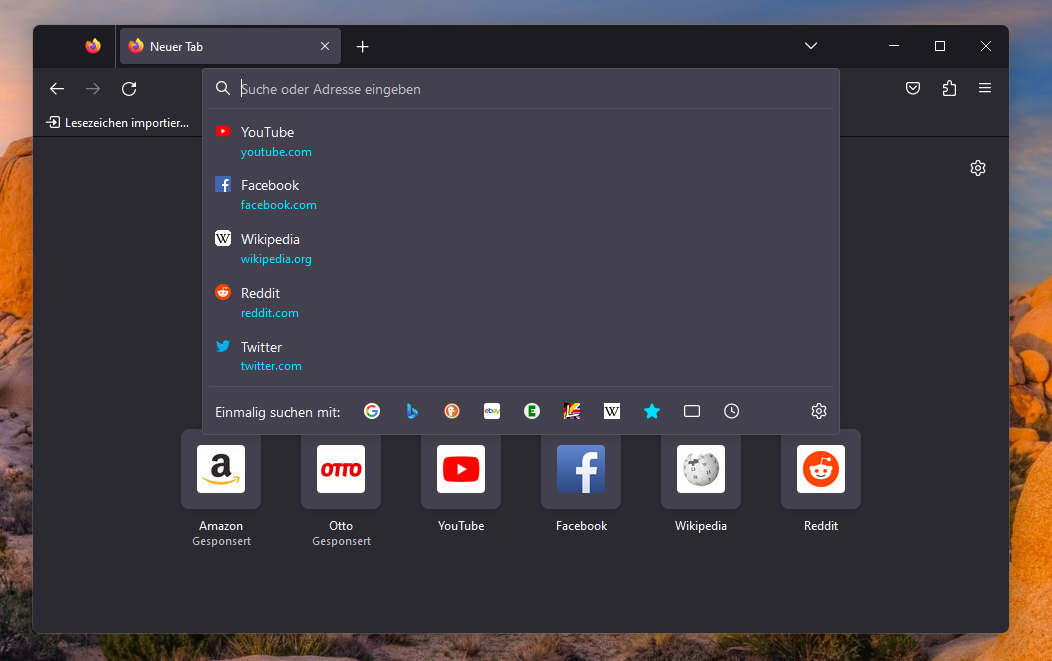 Neuer Tab
Suche oder Adresse eingeben
Lesezeichen importier...
YouTube
youtube.com
Facebook
facebook.com
Wikipedia
wikipedia.org
Reddit
reddit.com
Twitter
twitter.com
Einmalig suchen mit:
ebay
OTTO
Amazon
Otto
YouTube
Facebook
Wikipedia
Reddit
Gesponsert
Gesponsert